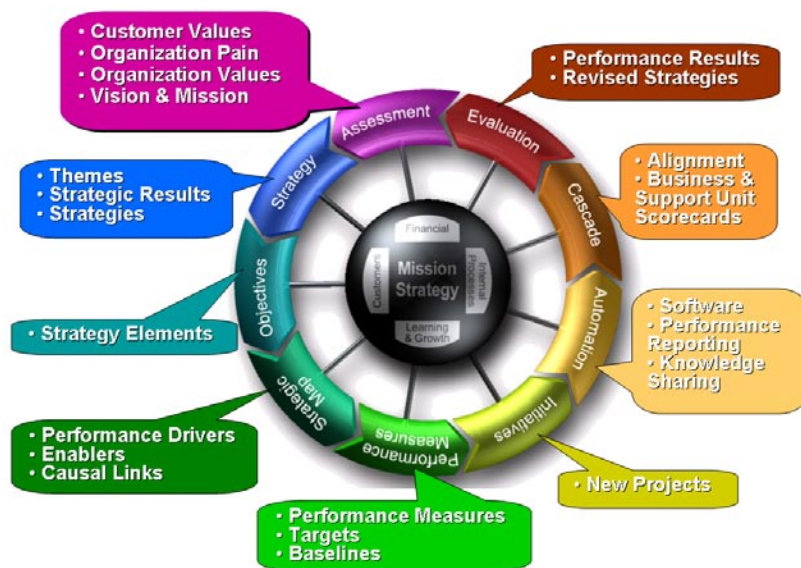 • Customer Values
• Organization Pain
• Organization Values
• Vision & Mission
• Performance Results
• Revised Strategies
Assessment
Evaluation
• Themes
• Strategic Results
• Strategies
Strategy
Cascade
• Alignment
• Business &
Support Unit
Scorecards
Financial
Customers
Mission
Strategy
Internal
Processes
Learning
& Growth
Objectives
• Strategy Elements
Automation
• Software
• Performance
Reporting
• Knowledge
Sharing
Strategic
Map
• Performance Drivers
• Enablers
• Causal Links
Performance
Measures
• Performance Measures
• Targets
• Baselines
Initiatives
• New Projects